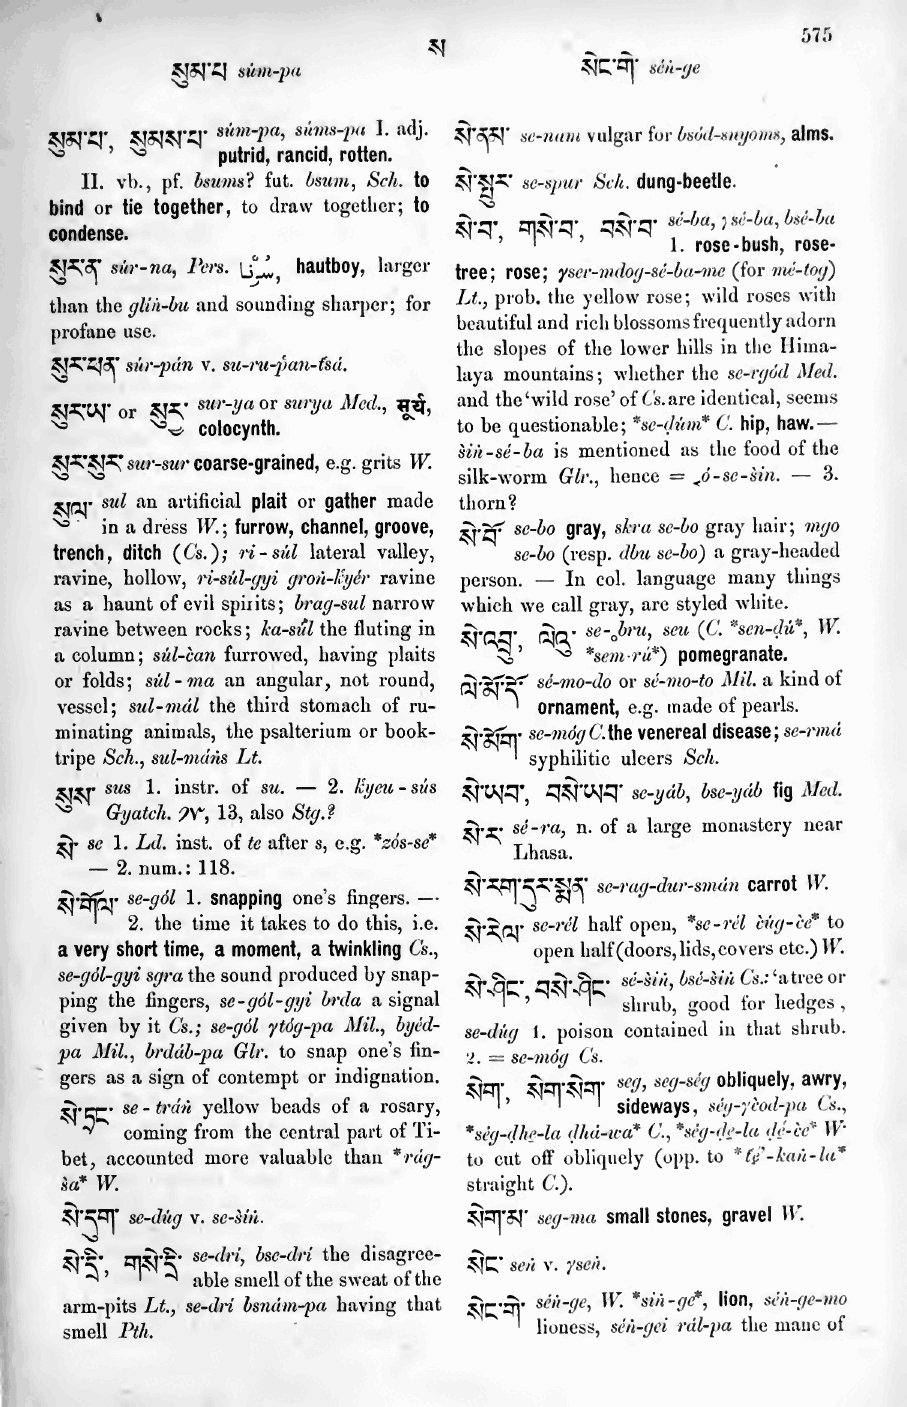 575
ས
སུམ་པ súm-pa
སེང་གེ séṅ-ge
སུམ་པ་, སུམས་པ་ súm-pa, súms-pa I. adj.
putrid, rancid, rotten.
II. vb., pf. bsums? fut. bsum, Sch. to
bind or tie together, to draw together; to
condense.
སུར་ན་ súr-na, Pers. سُرْنَا, hautboy, larger
than the gliṅ-bu and sounding sharper; for
profane use.
སུར་པན་ súr-pán v. su-ru-ṗan-tsá.
སུར་ཡ་ or སུརྱ་ sur-ya or surya Med., सूर्य,
colocynth.
སུར་སུར་ sur-sur coarse-grained, e.g. grits W.
སུལ་ sul an artificial plait or gather made
in a dress W.; furrow, channel, groove,
trench, ditch (Cs.); ri-súl lateral valley,
ravine, hollow, ri-súl-gyi groṅ-ḱyér ravine
as a haunt of evil spirits; brag-sul narrow
ravine between rocks; ka-súl the fluting in
a column; súl-čan furrowed, having plaits
or folds; súl-ma an angular, not round,
vessel; sul-mál the third stomach of ru-
minating animals, the psalterium or book-
tripe Sch., sul-máṅs Lt.
སུས་ sus 1. instr. of su. — 2. ḱyeu-sús
Gyatch. ༢༧, 13, also Stg.?
སེ་ se 1. Ld. inst. of te after s, e.g. *zós-se*
— 2. num.: 118.
སེ་གོལ་ se-gól 1. snapping one's fingers. —
2. the time it takes to do this, i.e.
a very short time, a moment, a twinkling Cs.,
se-gól-gyi sgra the sound produced by snap-
ping the fingers, se-gól-gyi brda a signal
given by it Cs.; se-gól γtóg-pa Mil., byéd-
pa Mil., brdáb-pa Glr. to snap one's fin-
gers as a sign of contempt or indignation.
སེ་ཏྲང་ se-tráṅ yellow beads of a rosary,
coming from the central part of Ti-
bet, accounted more valuable than *rág-
ša* W.
སེ་དུག་ se-dúg v. se-šiṅ.
སེ་དྲི་, གསེ་དྲི་ se-drí, bse-drí the disagree-
able smell of the sweat of the
arm-pits Lt., se-drí bsnám-pa having that
smell Pth.
སེ་ནམ་ se-nam vulgar for bsód-snyoms, alms.
སེ་སྤུར་ se-spur Sch. dung-beetle.
སེ་བ་, གསེ་བ་, བསེ་བ་ sé-ba, γsé-ba, bsé-ba
1. rose-bush, rose-
tree; rose; γser-mdog-sé-ba-me (for mé-tog)
Lt., prob. the yellow rose; wild roses with
beautiful and rich blossoms frequently adorn
the slopes of the lower hills in the Hima-
laya mountains; whether the se-rgód Med.
and the 'wild rose' of Cs. are identical, seems
to be questionable; *se-ḍúm* C. hip, haw. —
šiṅ-sé-ba is mentioned as the food of the
silk-worm Glr., hence = ₒó-se-šiṅ. — 3.
thorn?
སེ་བོ་ se-bo gray, skra se-bo gray hair; mgo
se-bo (resp. dbu se-bo) a gray-headed
person. — In col. language many things
which we call gray, are styled white.
སེ་འབྲུ་, སེའུ་ se-ₒbru, seu (C. *sen-ḍú*, W.
*sem-rú*) pomegranate.
སེ་མོ་དོ་ sé-mo-do or sé-mo-to Mil. a kind of
ornament, e.g. made of pearls.
སེ་མོག་ se-móg C. the venereal disease; se-rmá
syphilitic ulcers Sch.
སེ་ཡབ་, བསེ་ཡབ་ se-yáb, bse-yáb fig Med.
སེ་ར་ sé-ra, n. of a large monastery near
Lhasa.
སེ་རག་དུར་སྨན་ se-rag-dur-smán carrot W.
སེ་རེལ་ se-rél half open, *se-rél čúg-če* to
open half (doors, lids, covers etc.) W.
སེ་ཤིང་, བསེ་ཤིང་ sé-šiṅ, bsé-šiṅ Cs.: 'a tree or
shrub, good for hedges,
se-dúg 1. poison contained in that shrub.
2. = se-móg Cs.
སེག་, སེག་སེག་ seg, seg-ség obliquely, awry,
sideways, ség-γčod-pa Cs.,
*ség-ḍhe-la ḍhá-wa* C., *ség-ḍe-la ḍé-če* W.
to cut off obliquely (opp. to *ṭé'-kaṅ-la*
straight C.).
སེག་མ་ seg-ma small stones, gravel W.
སེང་ seṅ v. γseṅ.
སེང་གེ་ séṅ-ge, W. *siṅ-gé*, lion, séṅ-ge-mo
lioness, séṅ-gei rál-pa the mane of